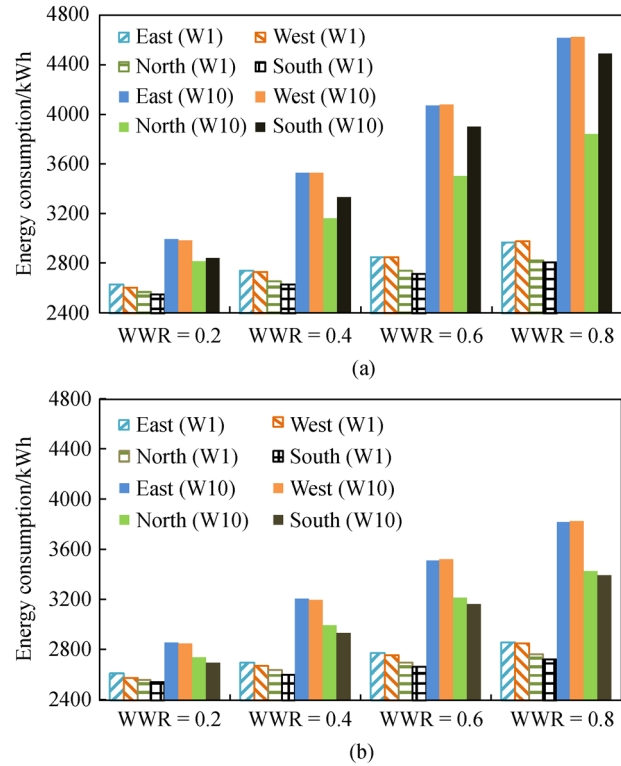 4800
4400
4000
3600
3200
2800
2400
Energy consumption/kWh
East (W1) West (W1)
North (W1) South (W1)
East (W10) West (W10)
North (W10) South (W10)
WWR = 0.2 WWR = 0.4 WWR = 0.6 WWR = 0.8
(a)
4800
4400
4000
3600
3200
2800
2400
Energy consumption/kWh
East (W1) West (W1)
North (W1) South (W1)
East (W10) West (W10)
North (W10) South (W10)
WWR = 0.2 WWR = 0.4 WWR = 0.6 WWR = 0.8
(b)